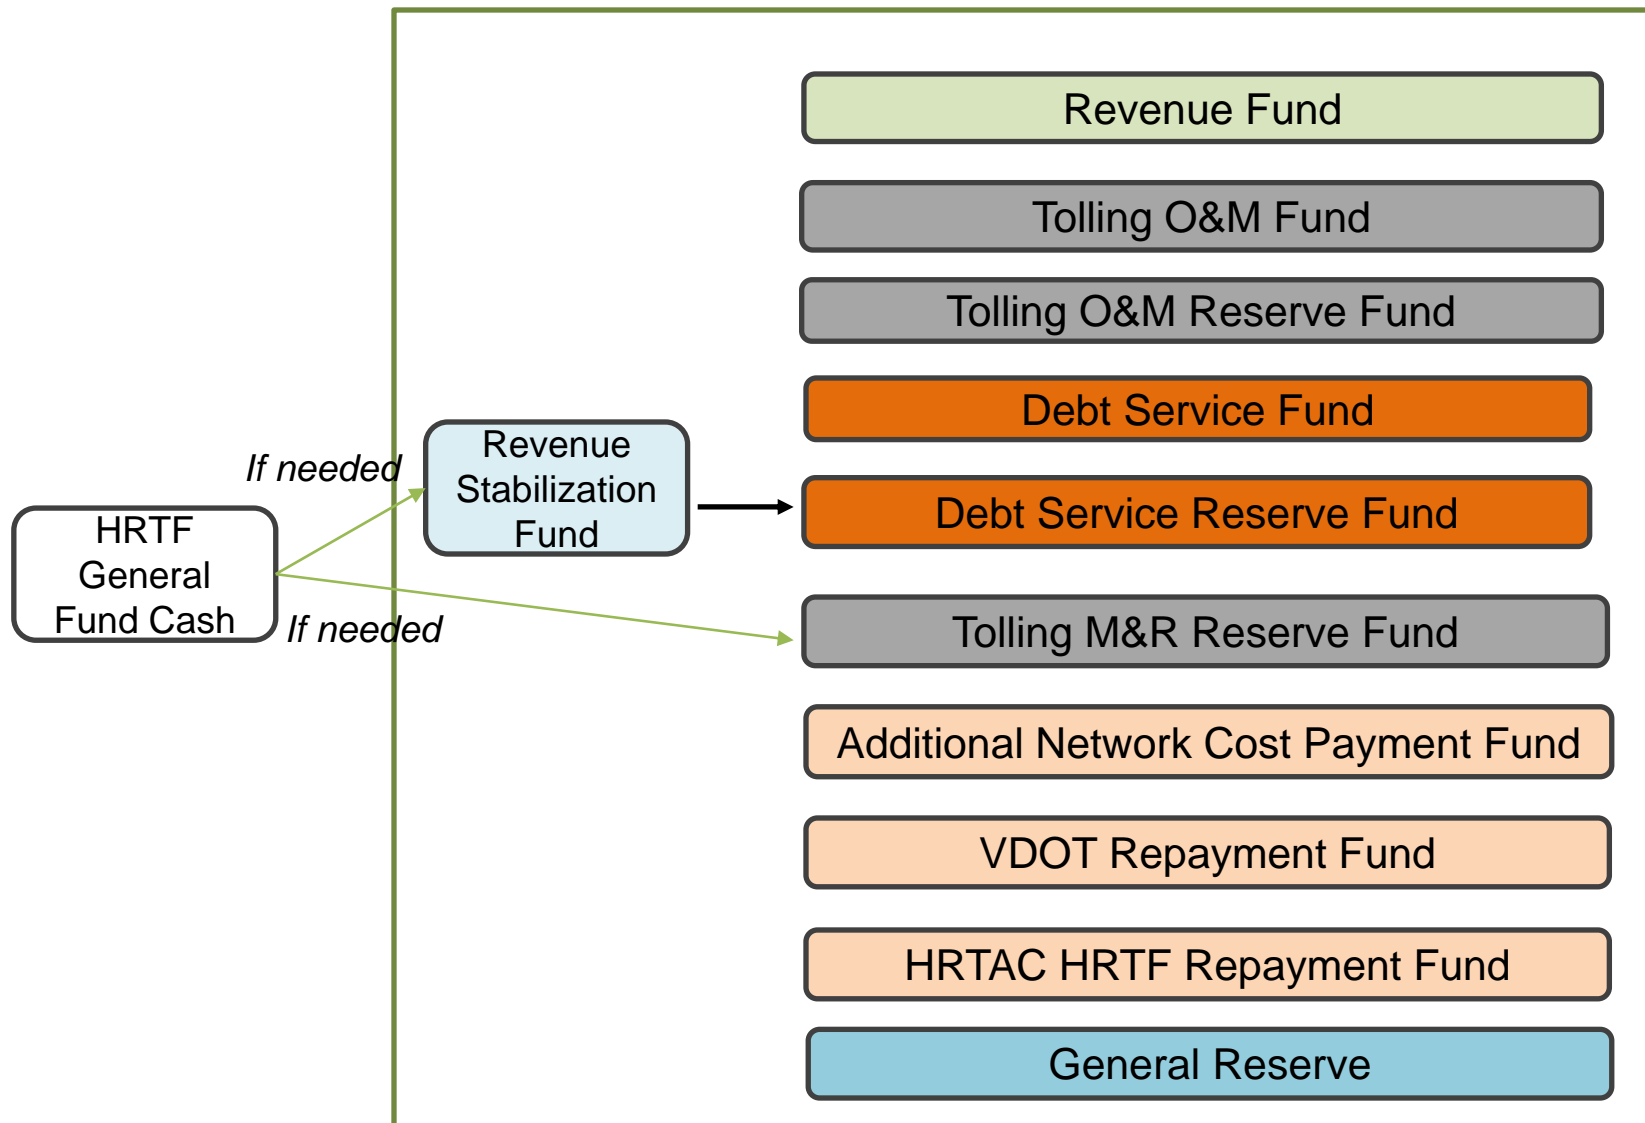 Revenue Fund
Tolling O&M Fund
Tolling O&M Reserve Fund
Debt Service Fund
If needed
Revenue
Stabilization
Fund
Debt Service Reserve Fund
HRTF
General
Fund Cash
If needed
Tolling M&R Reserve Fund
Additional Network Cost Payment Fund
VDOT Repayment Fund
HRTAC HRTF Repayment Fund
General Reserve